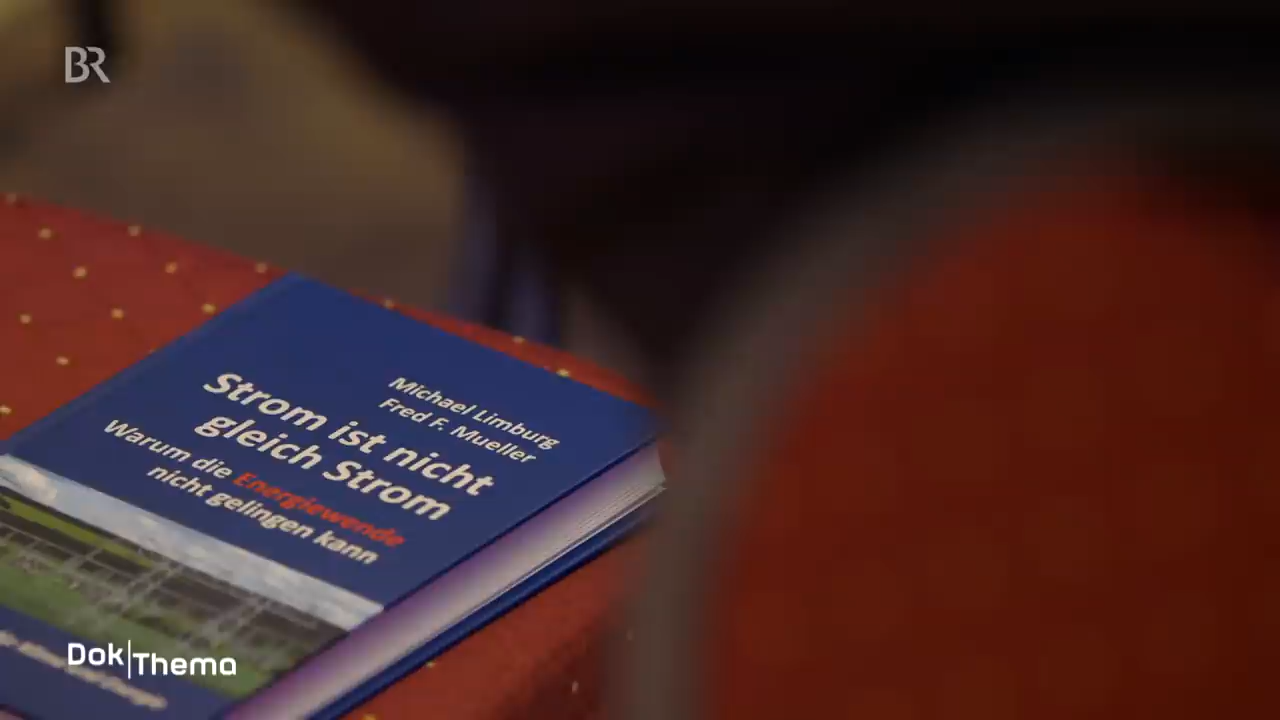 BR
Michael Limburg
Fred F. Mueller
Strom ist nicht
gleich Strom
Warum die Energiewende
nicht gelingen kann
Dok Thema